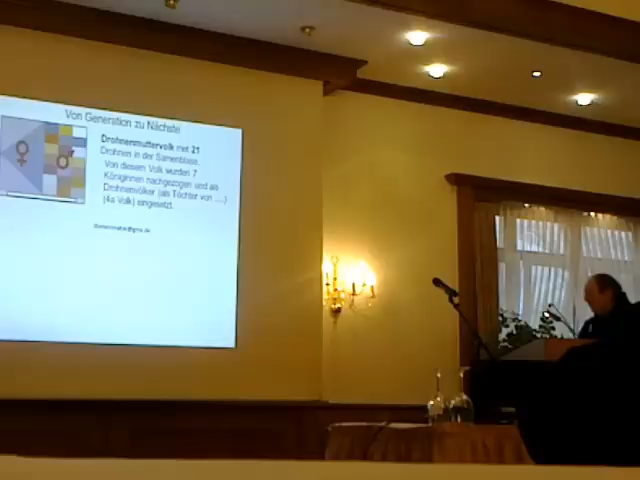 Von Generation zu Nächste
Drohnenmuttervolk met 21
Drohnen in der Samenblase.
Von diesem Volk wurden 7
Königinnen nachgezogen und als
Drohnenvölker (als Töchter von ....)
(4a Volk) eingesetzt.